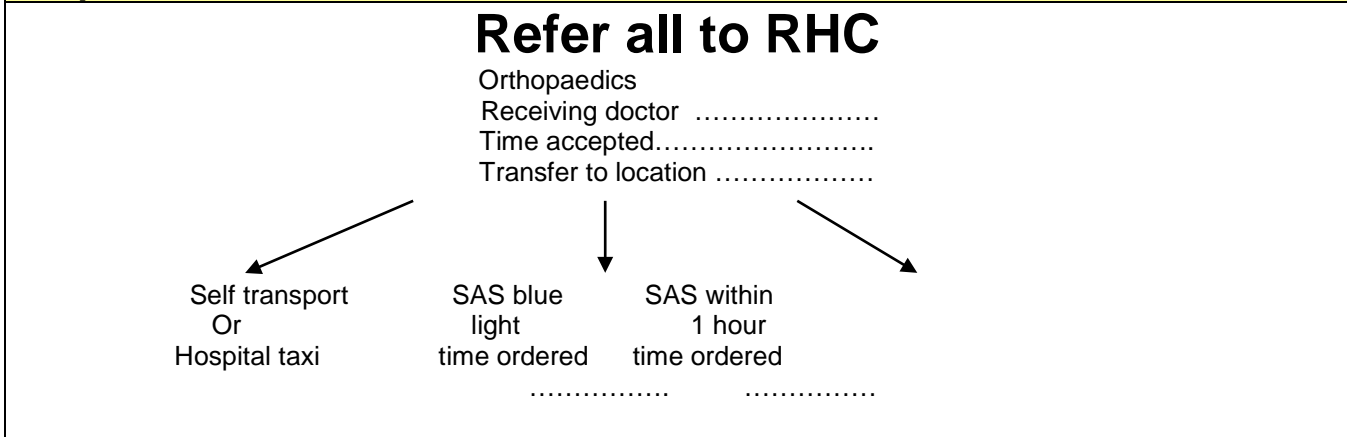 Refer all to RHC
Orthopaedics
Receiving doctor …………………
Time accepted…………………….
Transfer to location ………………
Self transport SAS blue SAS within
Or light 1 hour
Hospital taxi time ordered time ordered
……………. ……………